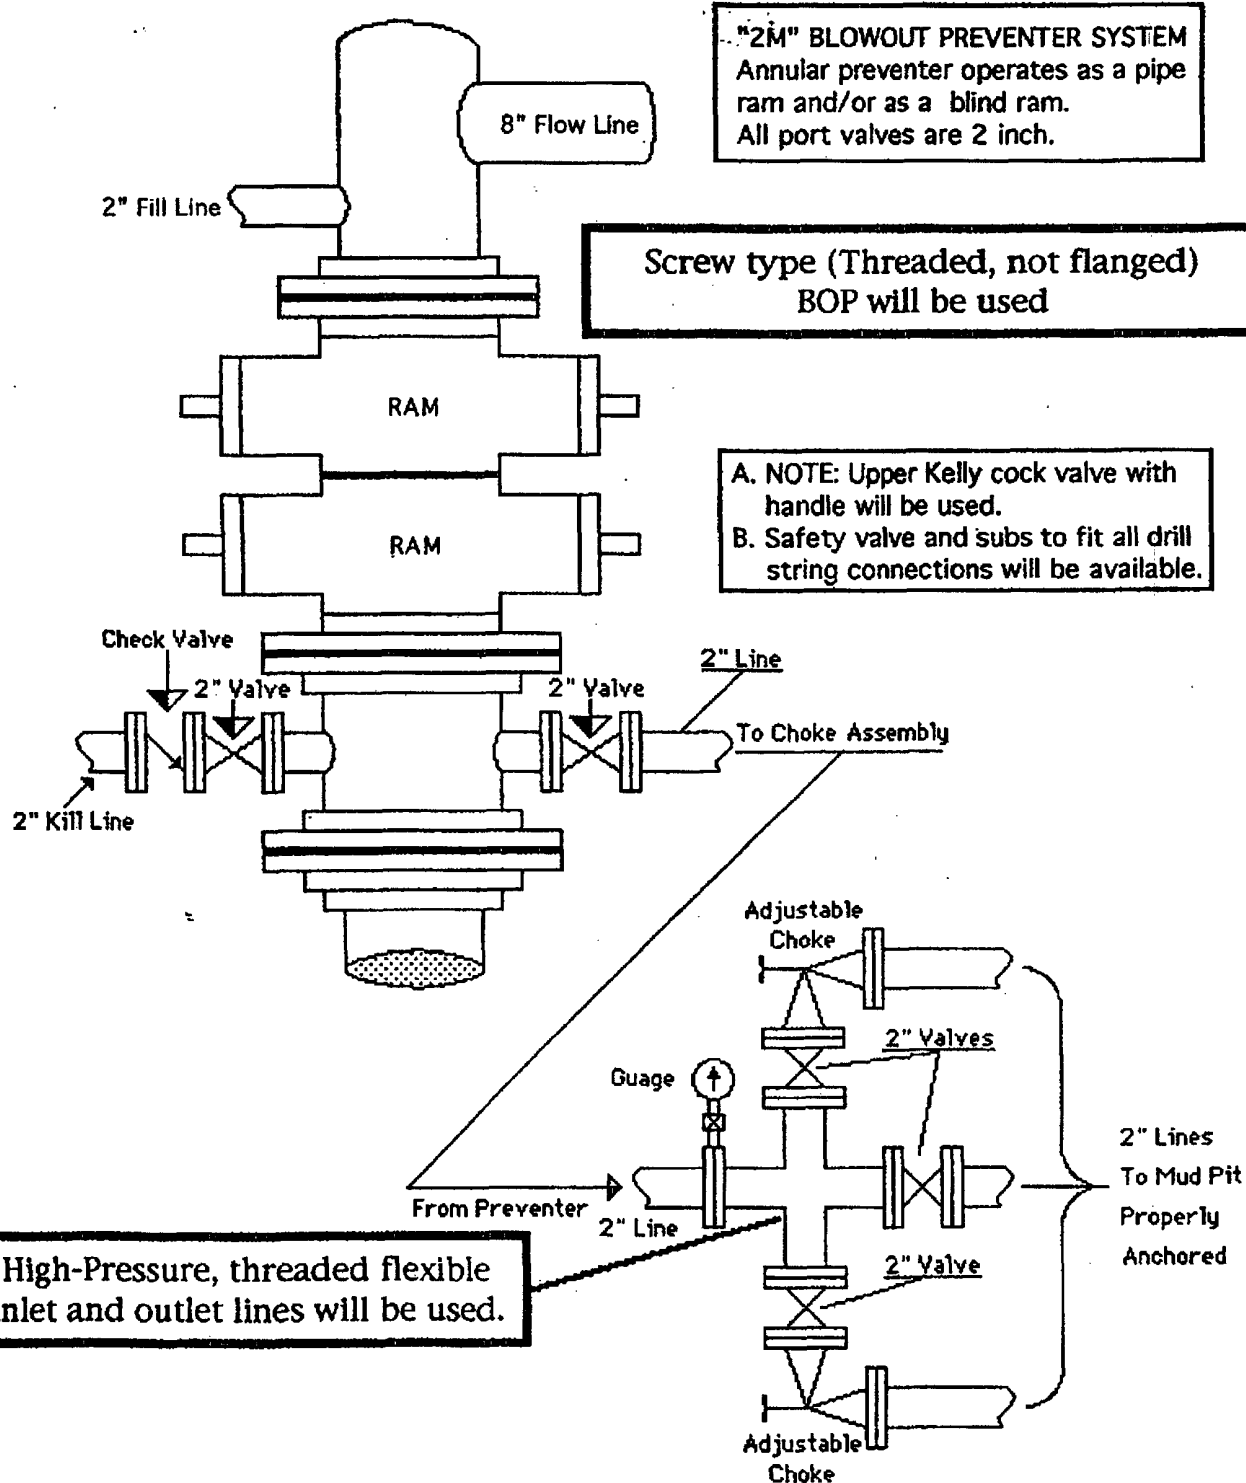 "2M" BLOWOUT PREVENTER SYSTEM
Annular preventer operates as a pipe
ram and/or as a blind ram.
All port valves are 2 inch.
8" Flow Line
2" Fill Line
Screw type (Threaded, not flanged)
BOP will be used
RAM
A. NOTE: Upper Kelly cock valve with
handle will be used.
B. Safety valve and subs to fit all drill
string connections will be available.
RAM
Check Valve
2" Valve
2" Valve
2" Line
To Choke Assembly
2" Kill Line
Adjustable
Choke
2" Valves
Guage
2" Lines
To Mud Pit
Properly
Anchored
From Preventer
2" Line
High-Pressure, threaded flexible
nlet and outlet lines will be used.
2" Valve
Adjustable
Choke